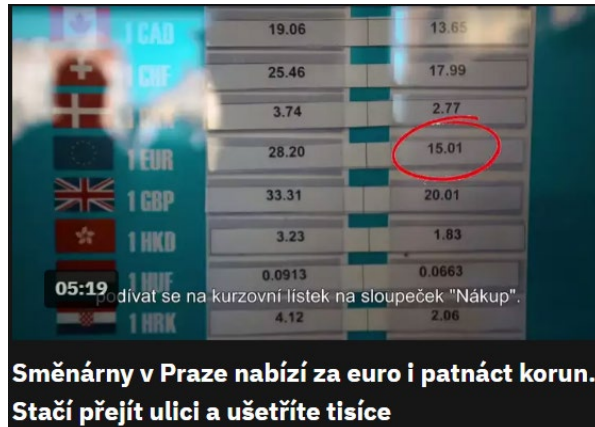 1 CAD 19.06 13.65
1 CHF 25.46 17.99
3.74 2.77
1 EUR 28.20 15.01
1 GBP 33.31 20.01
1 HKD 3.23 1.83
1 HUF 0.0913 0.0663
05:19 podívat se na kurzovní lístek na sloupeček "Nákup".
1 HRK 4.12 2.06
Směnárny v Praze nabízí za euro i patnáct korun.
Stačí přejít ulici a ušetříte tisíce